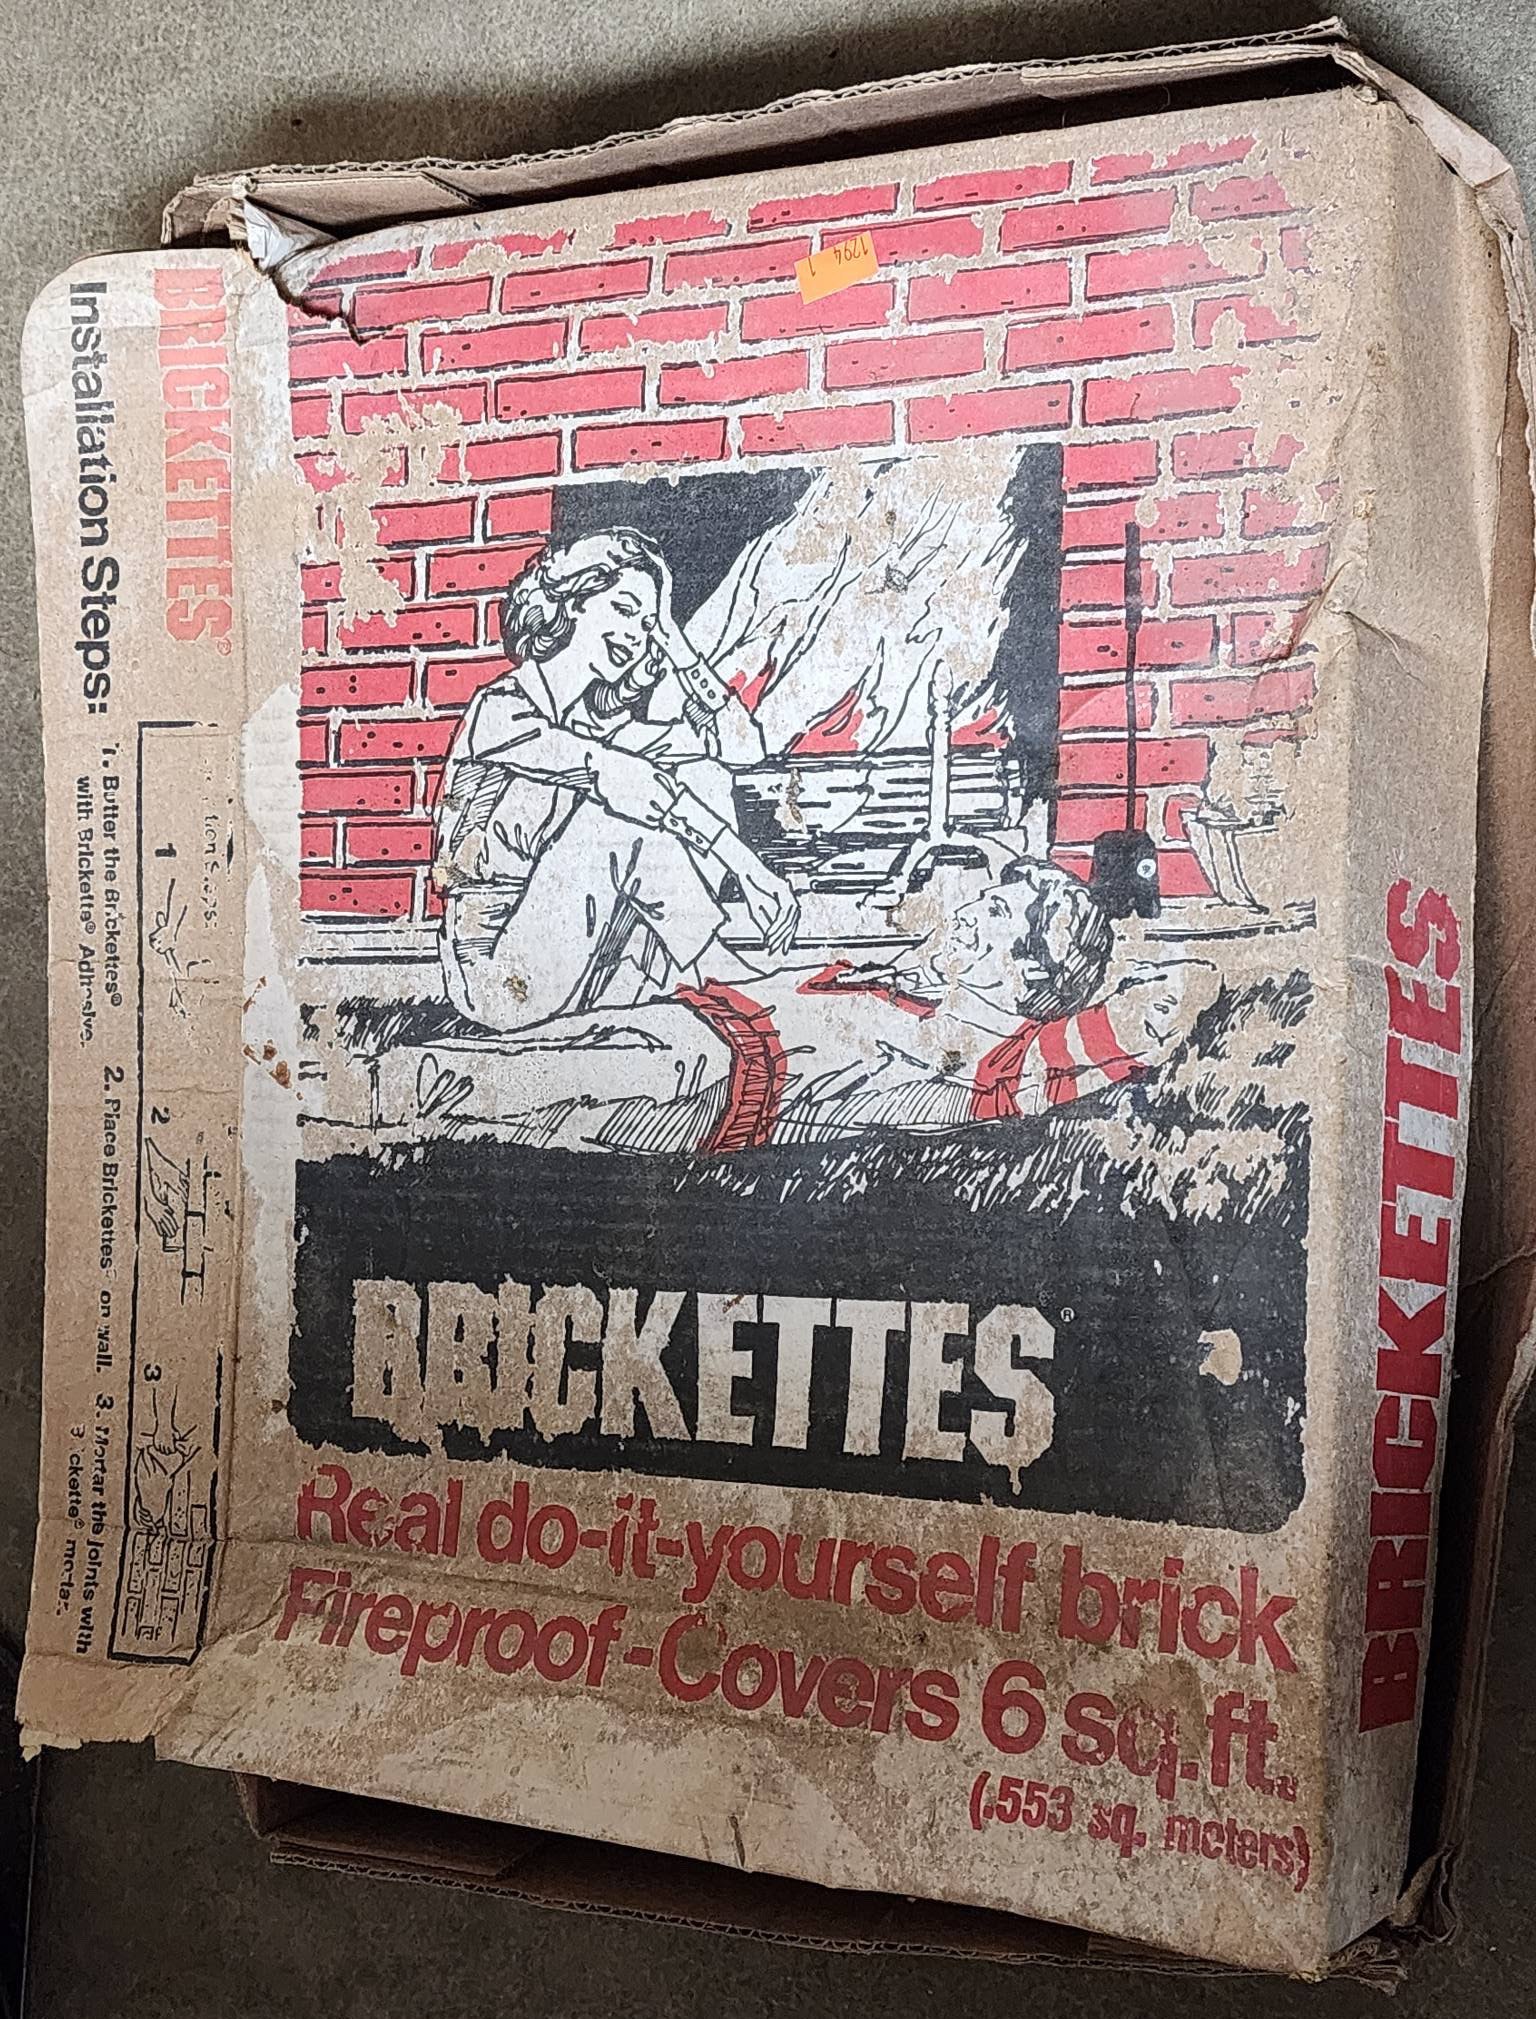 BRICKETTES®
Installation Steps:
1
2
3
1. Butter the Brickettes®
with Brickette® Adhesive.
2. Place Brickettes on wall.
3. Mortar the joints with
Brickette® mortar.
1294
1
BRICKETTES®
Real do-it-yourself brick
Fireproof-Covers 6 sq. ft.
(.553 sq. meters)
BRICKETTES